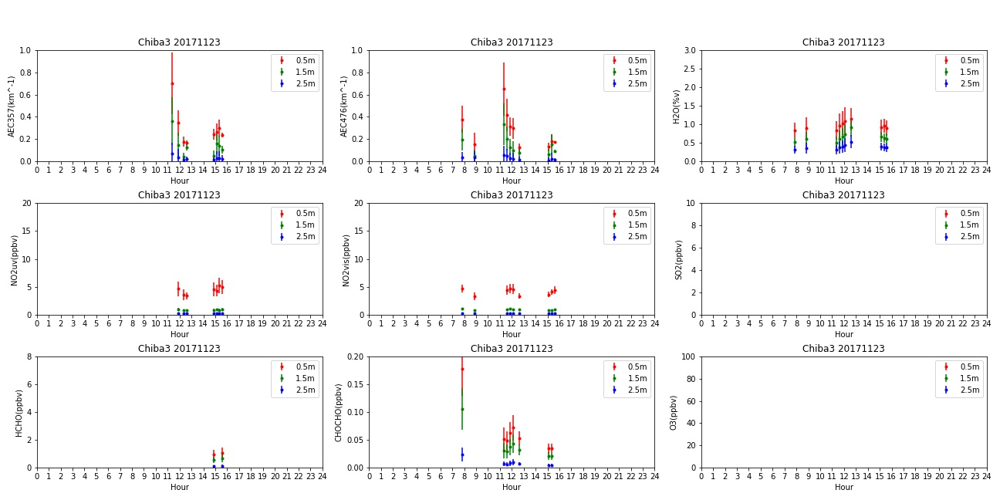 Chiba3 20171123 Chiba3 20171123 Chiba3 20171123
1.0 0.8 0.6 0.4 0.2 0.0
AEC357(km^-1)
0.5m
1.5m
2.5m
0 1 2 3 4 5 6 7 8 9 10 11 12 13 14 15 16 17 18 19 20 21 22 23 24
Hour
1.0 0.8 0.6 0.4 0.2 0.0
AEC476(km^-1)
0.5m
1.5m
2.5m
0 1 2 3 4 5 6 7 8 9 10 11 12 13 14 15 16 17 18 19 20 21 22 23 24
Hour
3.0 2.5 2.0 1.5 1.0 0.5 0.0
H2O(%v)
0.5m
1.5m
2.5m
0 1 2 3 4 5 6 7 8 9 10 11 12 13 14 15 16 17 18 19 20 21 22 23 24
Hour
Chiba3 20171123 Chiba3 20171123 Chiba3 20171123
20 15 10 5 0
NO2uv(ppbv)
0.5m
1.5m
2.5m
0 1 2 3 4 5 6 7 8 9 10 11 12 13 14 15 16 17 18 19 20 21 22 23 24
Hour
20 15 10 5 0
NO2vis(ppbv)
0.5m
1.5m
2.5m
0 1 2 3 4 5 6 7 8 9 10 11 12 13 14 15 16 17 18 19 20 21 22 23 24
Hour
10 8 6 4 2 0
SO2(ppbv)
0.5m
1.5m
2.5m
0 1 2 3 4 5 6 7 8 9 10 11 12 13 14 15 16 17 18 19 20 21 22 23 24
Hour
Chiba3 20171123 Chiba3 20171123 Chiba3 20171123
8 6 4 2 0
HCHO(ppbv)
0.5m
1.5m
2.5m
0 1 2 3 4 5 6 7 8 9 10 11 12 13 14 15 16 17 18 19 20 21 22 23 24
Hour
0.20 0.15 0.10 0.05 0.00
CHOCHO(ppbv)
0.5m
1.5m
2.5m
0 1 2 3 4 5 6 7 8 9 10 11 12 13 14 15 16 17 18 19 20 21 22 23 24
Hour
100 80 60 40 20 0
O3(ppbv)
0.5m
1.5m
2.5m
0 1 2 3 4 5 6 7 8 9 10 11 12 13 14 15 16 17 18 19 20 21 22 23 24
Hour